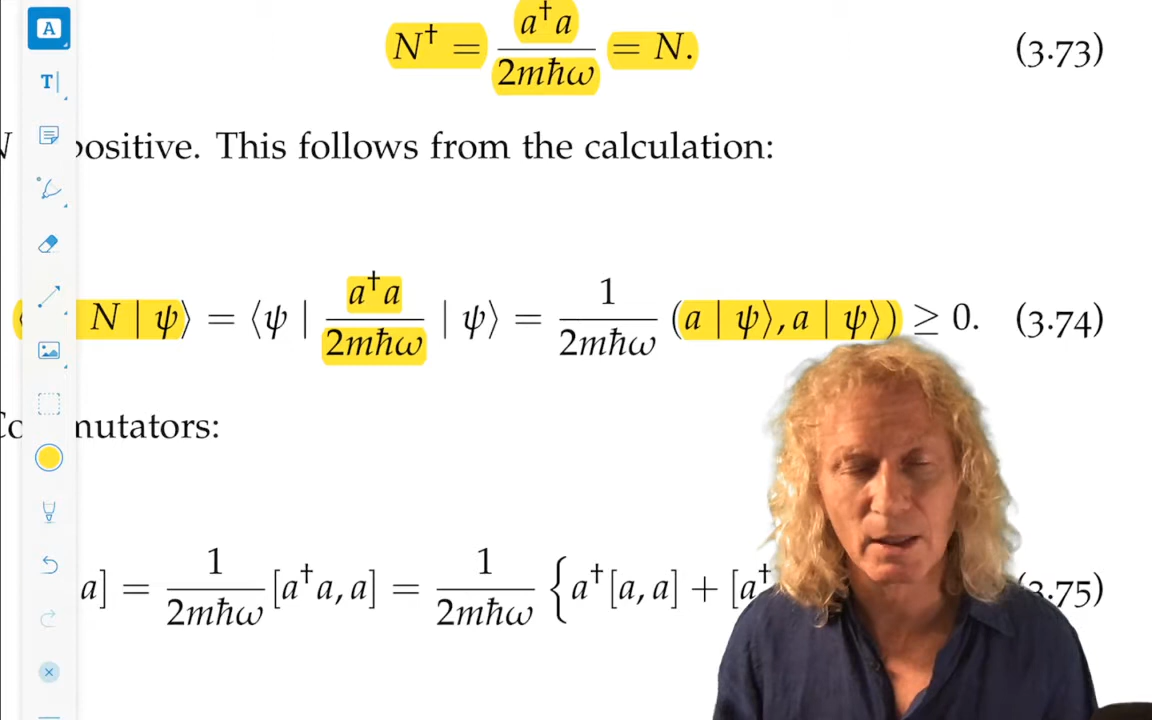 A
N† = a†a / 2mħω = N. (3.73)
T
N positive. This follows from the calculation:
N | ψ⟩ = ⟨ψ | a†a / 2mħω | ψ⟩ = 1 / 2mħω (a | ψ⟩, a | ψ⟩) ≥ 0. (3.74)
a] = 1 / 2mħω [a†a, a] = 1 / 2mħω {a†[a, a] + [a† .75)